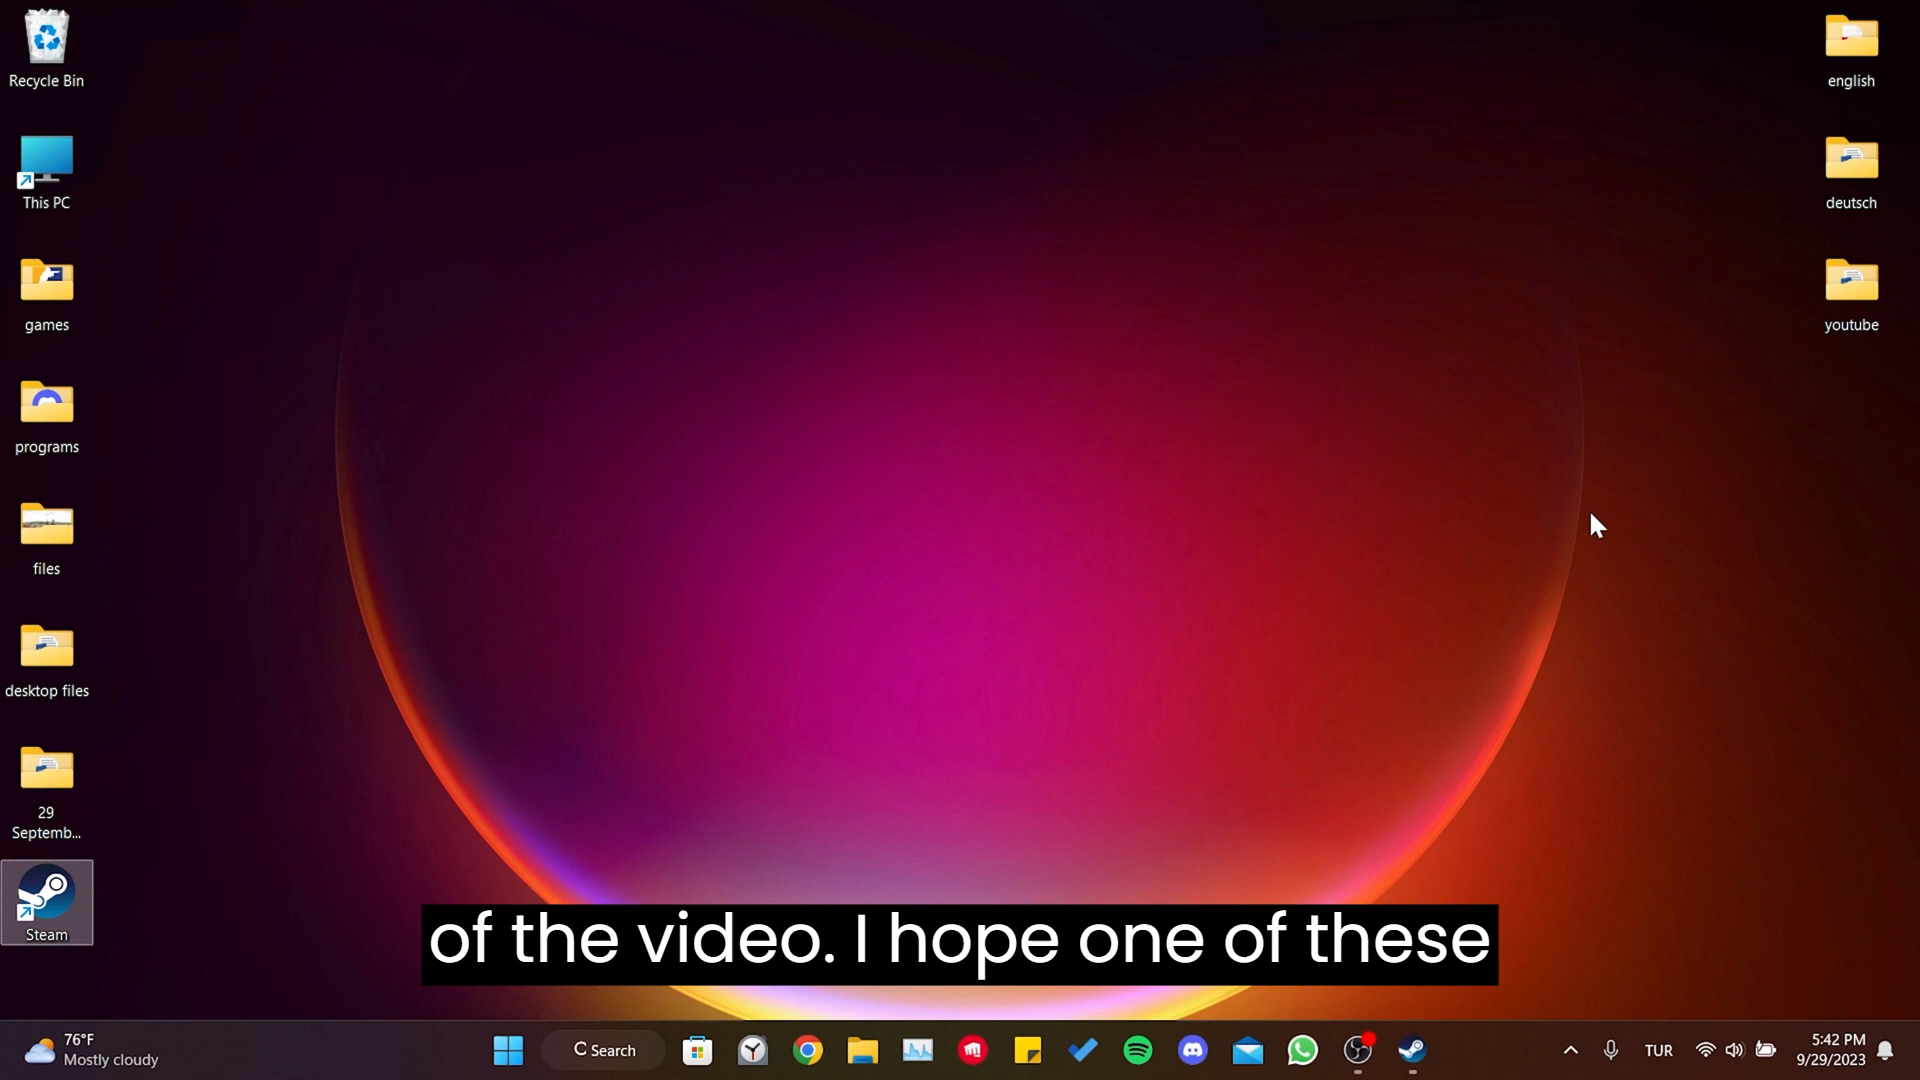 Recycle Bin
This PC
games
programs
files
desktop files
29
Septemb...
Steam
english
deutsch
youtube
of the video. I hope one of these
76°F
Mostly cloudy
Search
TUR
5:42 PM
9/29/2023